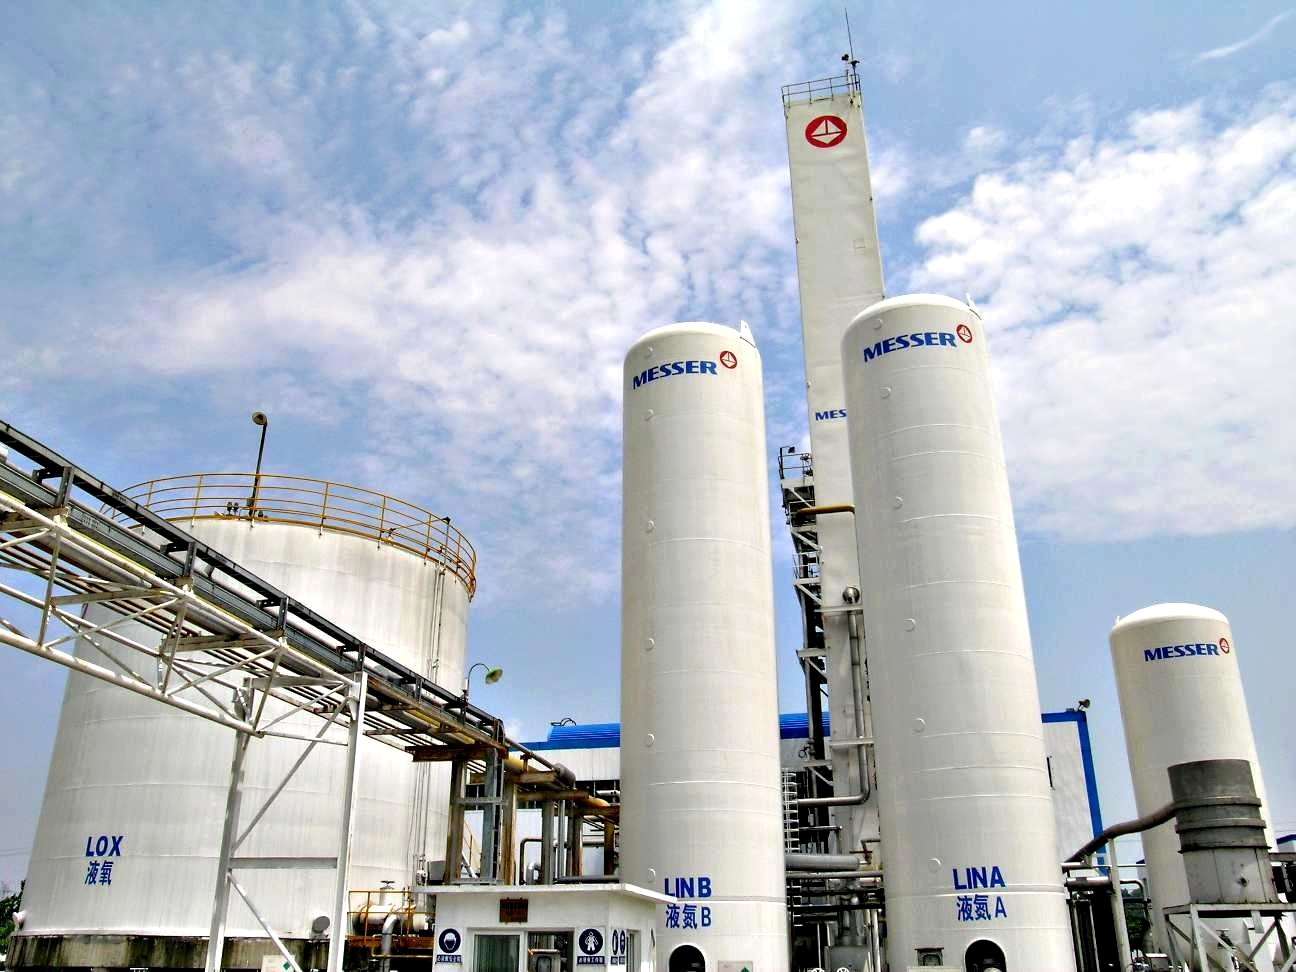 MESSER
MESSER
MES
MESSER
LOX
液氧
LIN B
液氮 B
LIN A
液氮 A